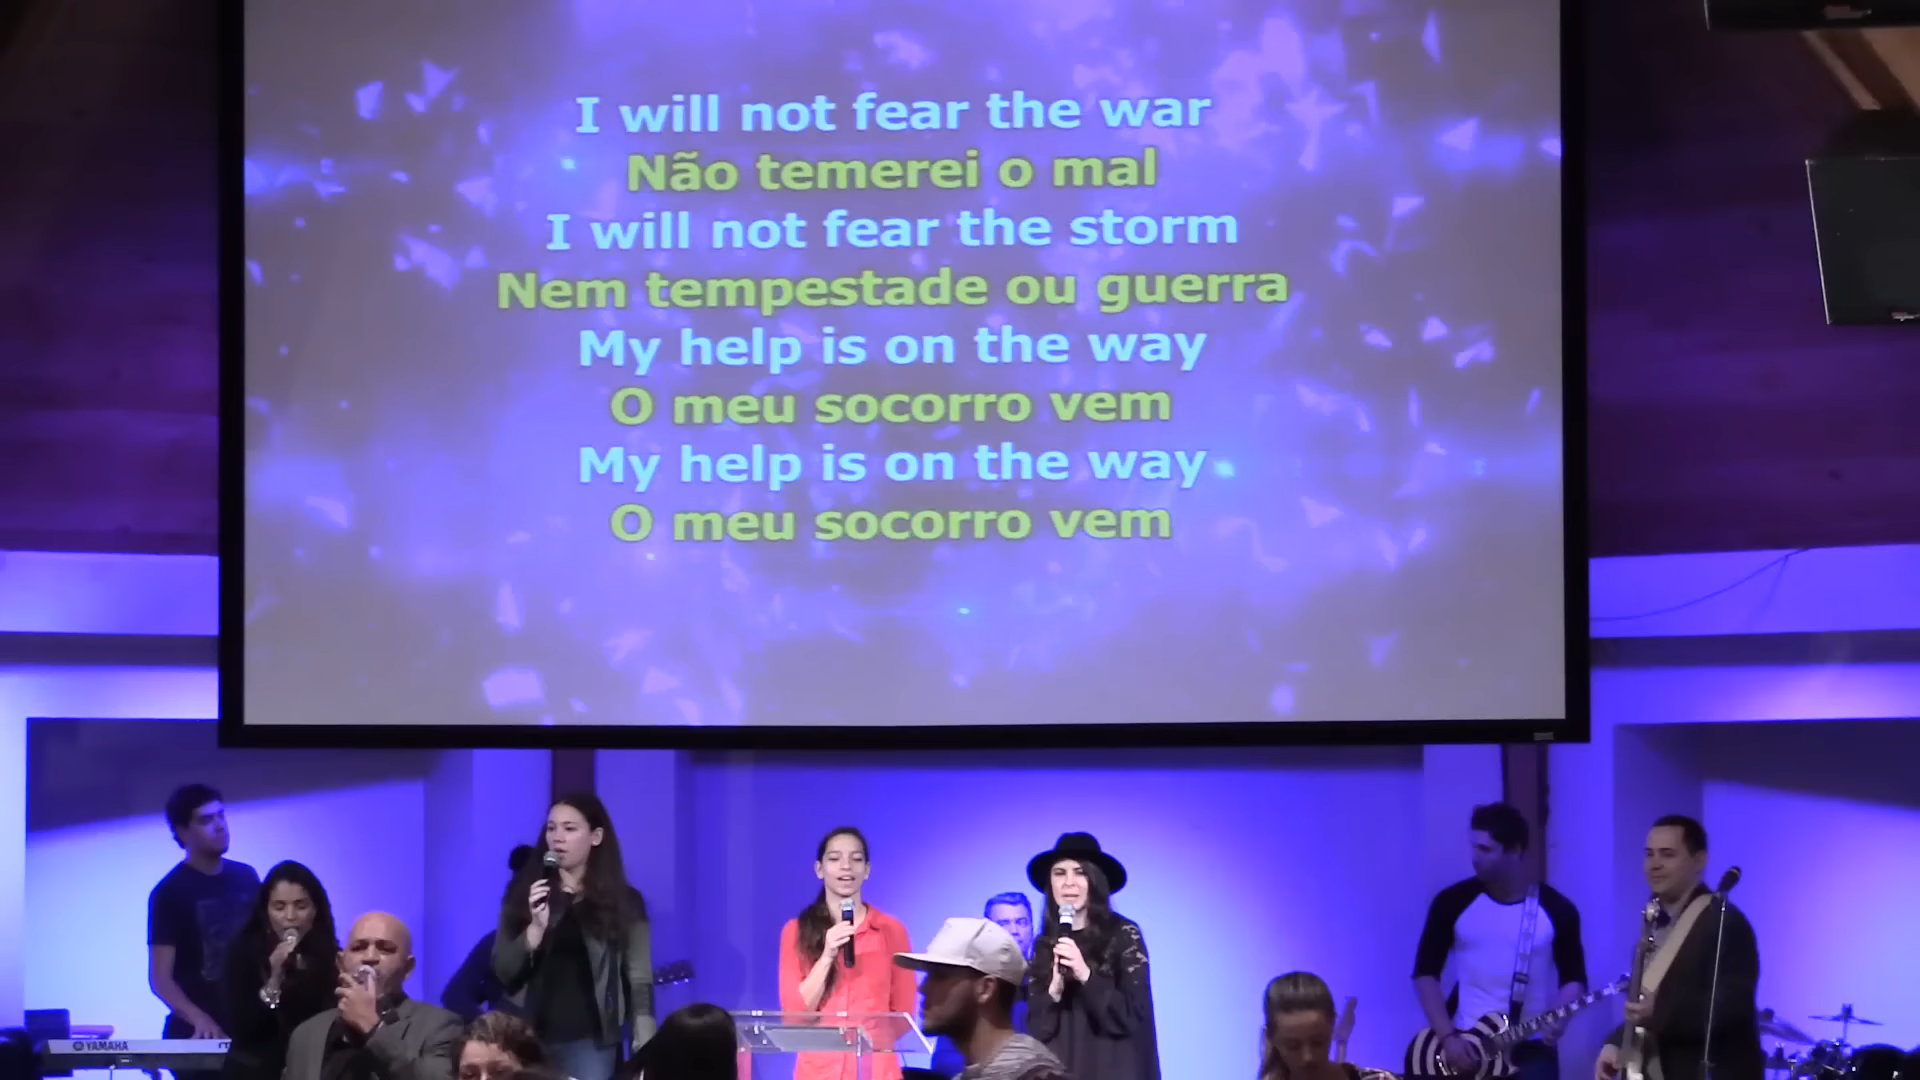 I will not fear the war
Não temerei o mal
I will not fear the storm
Nem tempestade ou guerra
My help is on the way
O meu socorro vem
My help is on the way
O meu socorro vem
YAMAHA